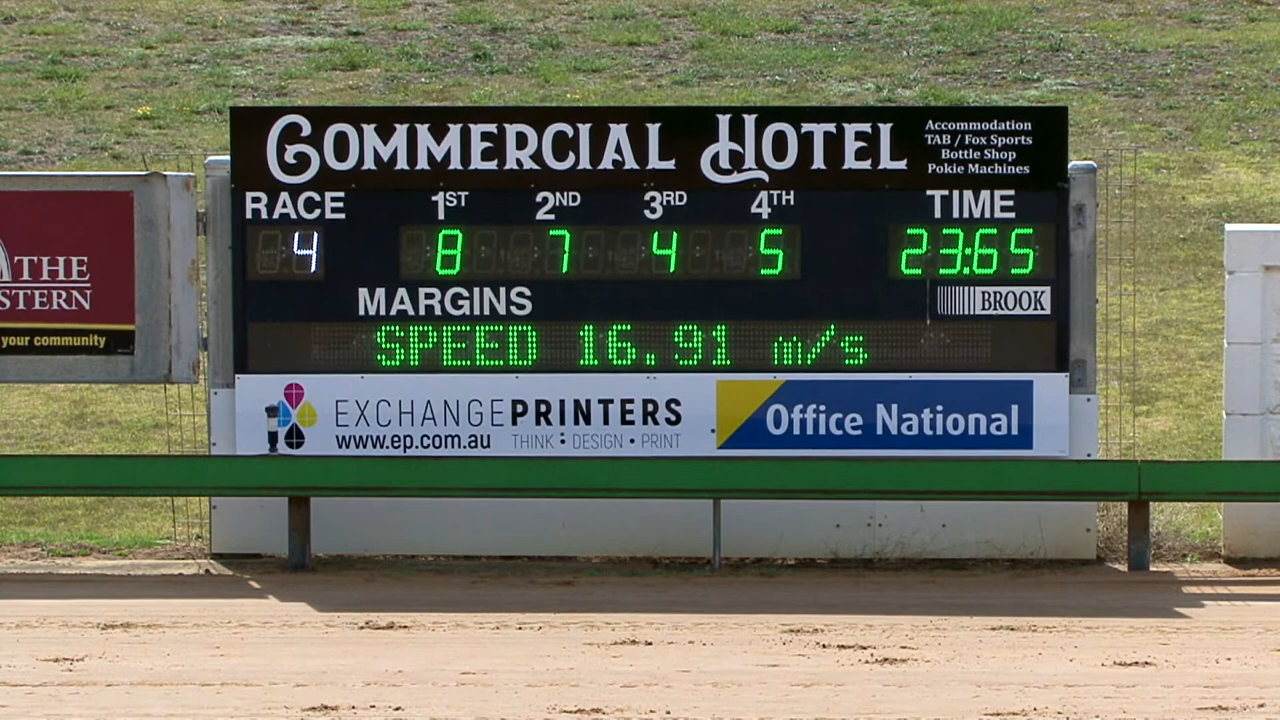 COMMERCIAL HOTEL
Accommodation
TAB / Fox Sports
Bottle Shop
Pokie Machines
RACE 1ST 2ND 3RD 4TH TIME
4 8 7 4 5 23:65
MARGINS
BROOK
SPEED 16.91 m/s
EXCHANGEPRINTERS
www.ep.com.au THINK : DESIGN • PRINT
Office National
THE
STERN
your community